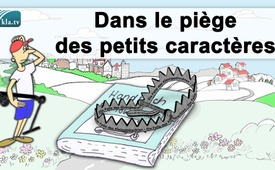 kla.tv
Dans le piège
des petits caractères